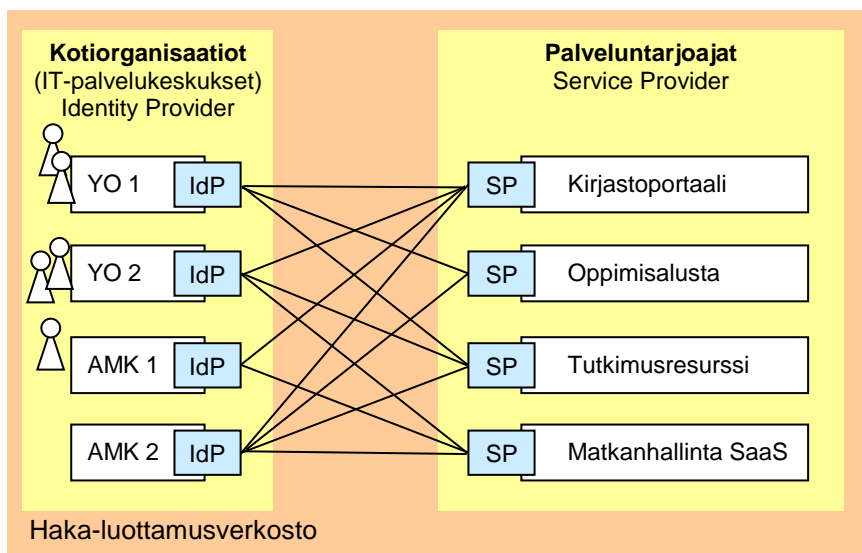 Kotiorganisaatiot
(IT-palvelukeskukset)
Identity Provider
Palveluntarjoajat
Service Provider
YO 1 IdP
SP Kirjastoportaali
YO 2 IdP
SP Oppimisalusta
AMK 1 IdP
SP Tutkimusresurssi
AMK 2 IdP
SP Matkanhallinta SaaS
Haka-luottamusverkosto